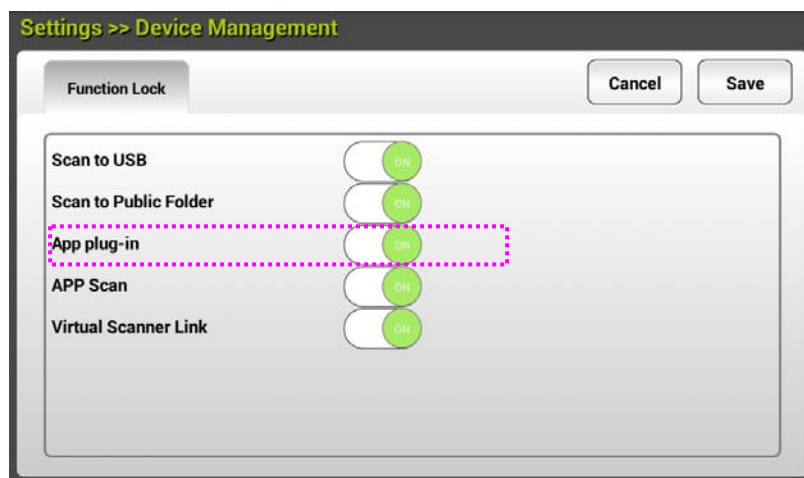 Settings >> Device Management
Function Lock
Cancel
Save
Scan to USB
ON
Scan to Public Folder
ON
App plug-in
ON
APP Scan
ON
Virtual Scanner Link
ON